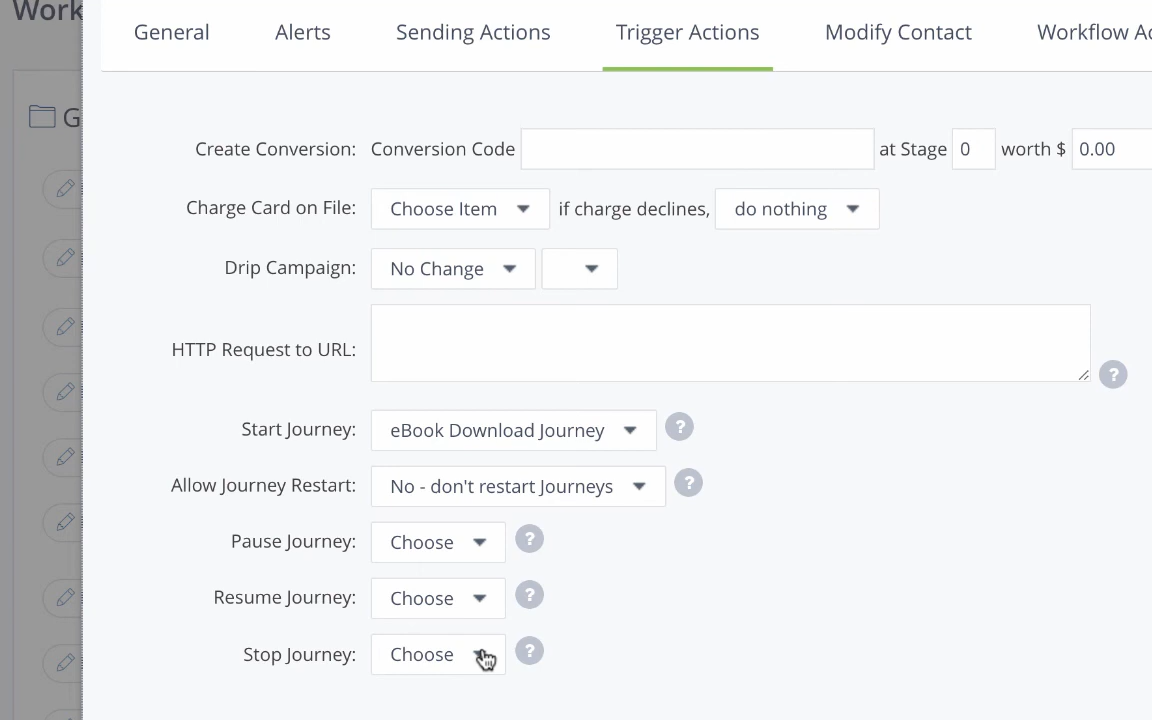 Work
General Alerts Sending Actions Trigger Actions Modify Contact Workflow Ac
G
Create Conversion: Conversion Code at Stage 0 worth $ 0.00
Charge Card on File: Choose Item if charge declines, do nothing
Drip Campaign: No Change
HTTP Request to URL:
?
Start Journey: eBook Download Journey ?
Allow Journey Restart: No - don't restart Journeys ?
Pause Journey: Choose ?
Resume Journey: Choose ?
Stop Journey: Choose ?